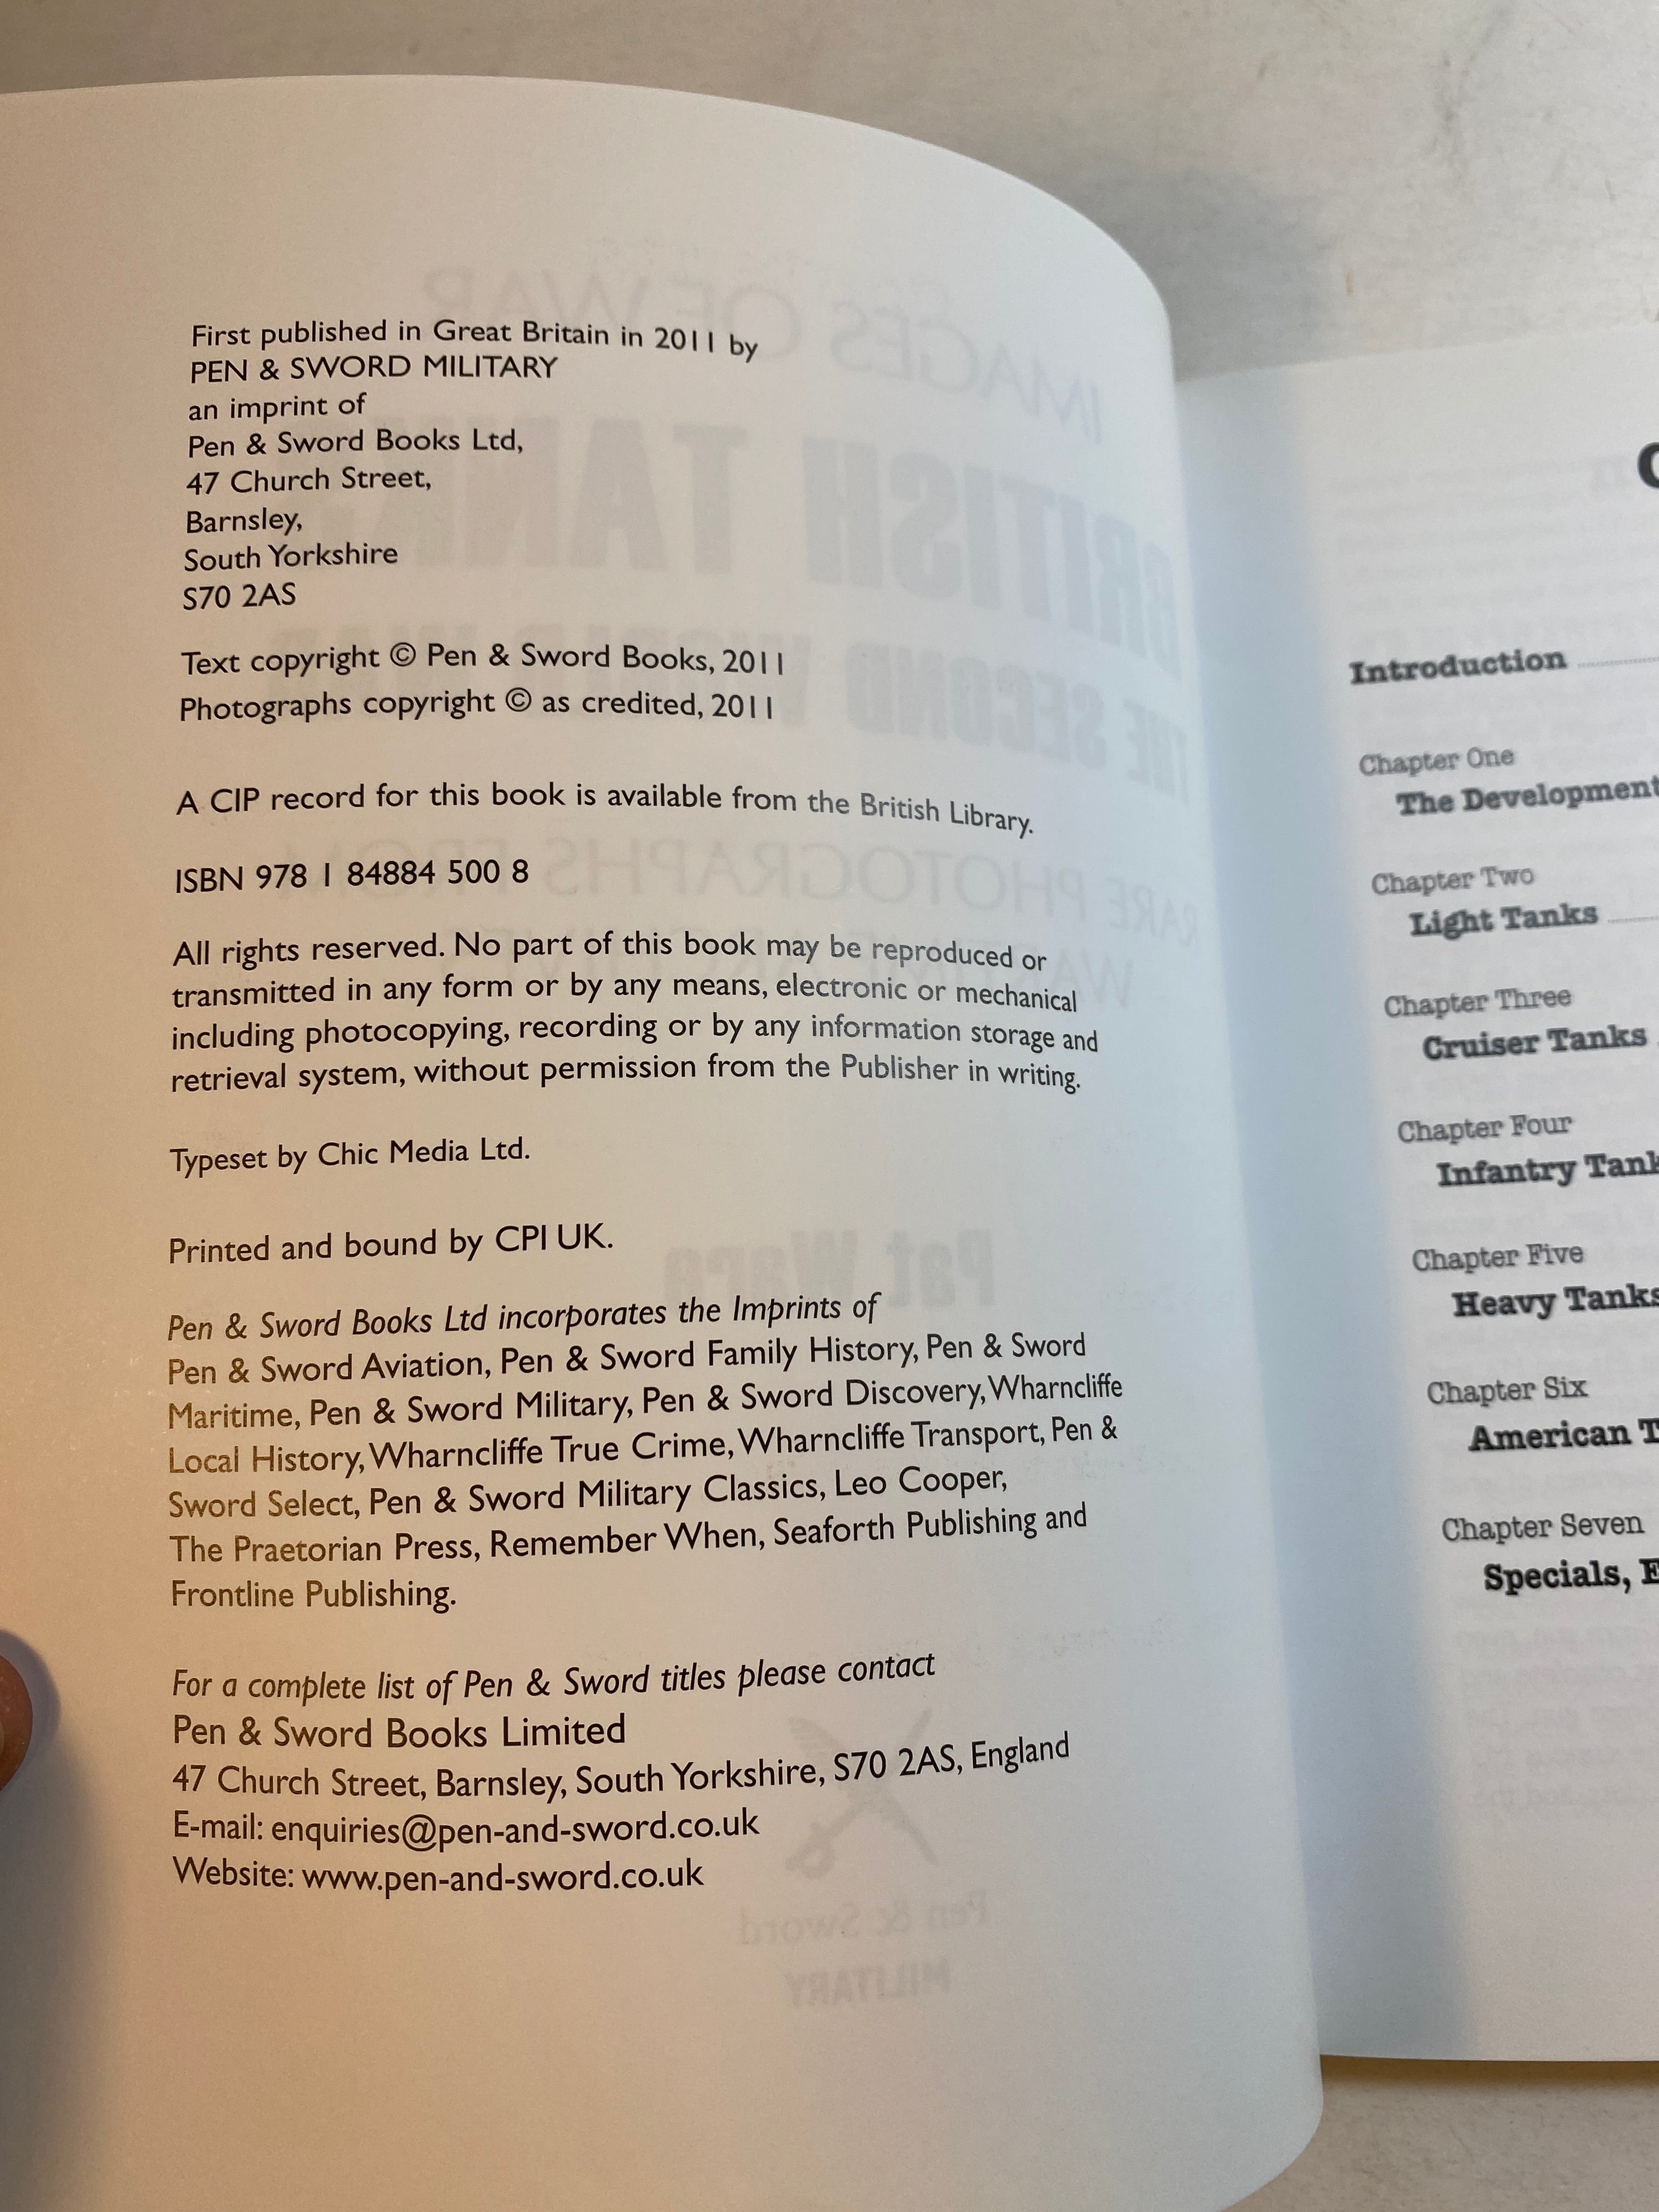 First published in Great Britain in 2011 by
PEN & SWORD MILITARY
an imprint of
Pen & Sword Books Ltd,
47 Church Street,
Barnsley,
South Yorkshire
S70 2AS
Text copyright © Pen & Sword Books, 2011
Photographs copyright © as credited, 2011
A CIP record for this book is available from the British Library.
ISBN 978 1 84884 500 8
All rights reserved. No part of this book may be reproduced or
transmitted in any form or by any means, electronic or mechanical
including photocopying, recording or by any information storage and
retrieval system, without permission from the Publisher in writing.
Typeset by Chic Media Ltd.
Printed and bound by CPI UK.
Pen & Sword Books Ltd incorporates the Imprints of
Pen & Sword Aviation, Pen & Sword Family History, Pen & Sword
Maritime, Pen & Sword Military, Pen & Sword Discovery, Wharncliffe
Local History, Wharncliffe True Crime, Wharncliffe Transport, Pen &
Sword Select, Pen & Sword Military Classics, Leo Cooper,
The Praetorian Press, Remember When, Seaforth Publishing and
Frontline Publishing.
For a complete list of Pen & Sword titles please contact
Pen & Sword Books Limited
47 Church Street, Barnsley, South Yorkshire, S70 2AS, England
E-mail: enquiries@pen-and-sword.co.uk
Website: www.pen-and-sword.co.uk
Introduction
Chapter One
The Development
Chapter Two
Light Tanks
Chapter Three
Cruiser Tanks
Chapter Four
Infantry Tank
Chapter Five
Heavy Tanks
Chapter Six
American T
Chapter Seven
Specials, E